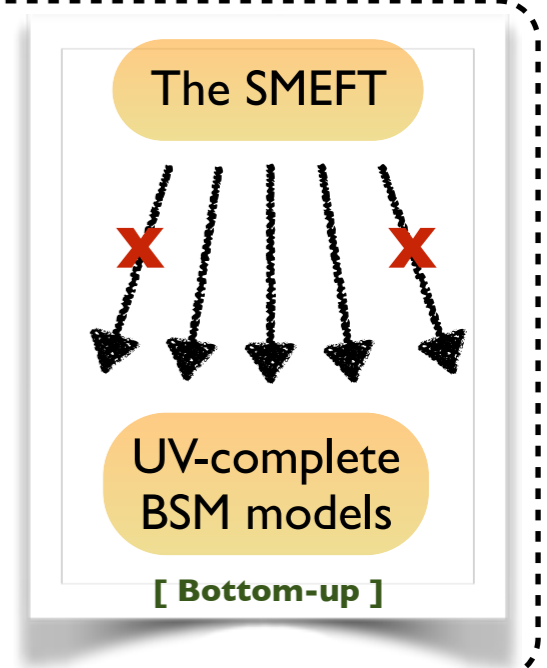 The SMEFT
X X
UV-complete
BSM models
[ Bottom-up ]